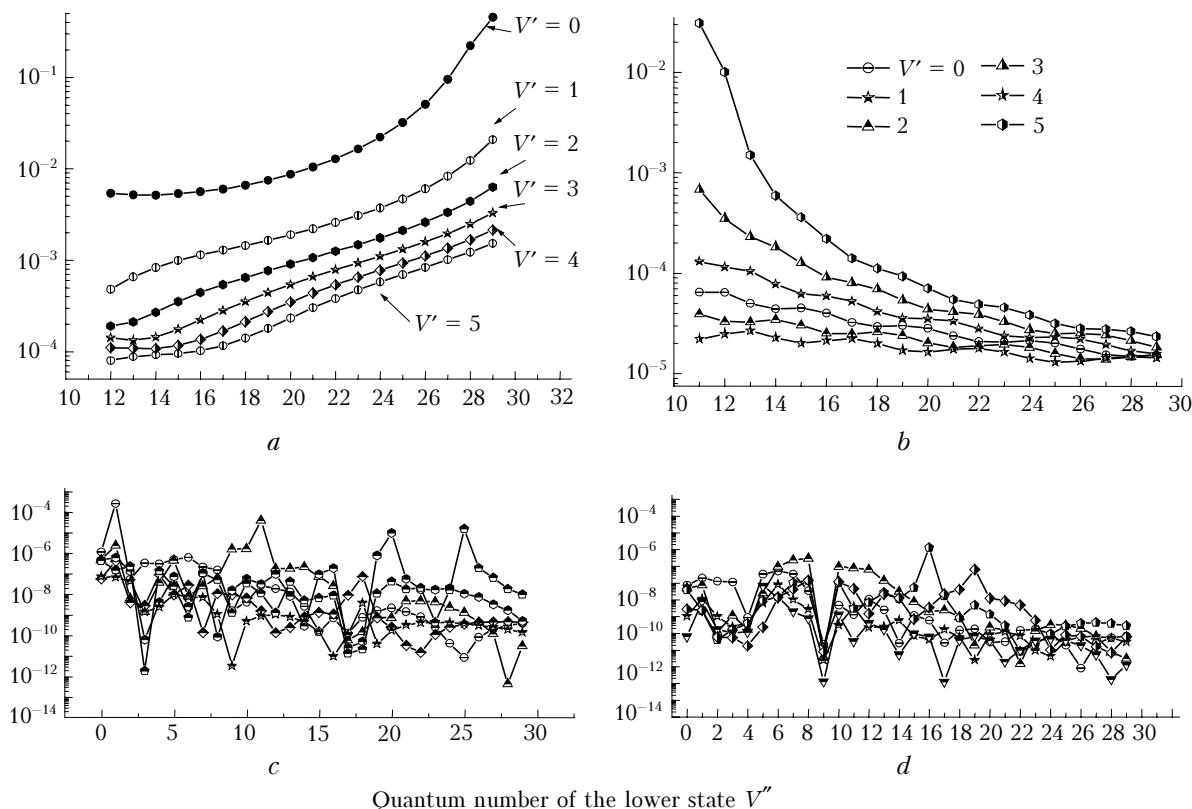 V′ = 0
10⁻¹
V′ = 1
10⁻²
V′ = 2
V′ = 3
10⁻³
V′ = 4
V′ = 5
10⁻⁴
10 12 14 16 18 20 22 24 26 28 30 32
a
10⁻²
V′ = 0
1
2
3
4
5
10⁻⁴
10⁻⁵
10 12 14 16 18 20 22 24 26 28 30
b
10⁻⁴
10⁻⁶
10⁻⁸
10⁻¹⁰
10⁻¹²
10⁻¹⁴
0 5 10 15 20 25 30
c
10⁻⁴
10⁻⁶
10⁻⁸
10⁻¹⁰
10⁻¹²
10⁻¹⁴
0 2 4 6 8 10 12 14 16 18 20 22 24 26 28 30
d
Quantum number of the lower state V″